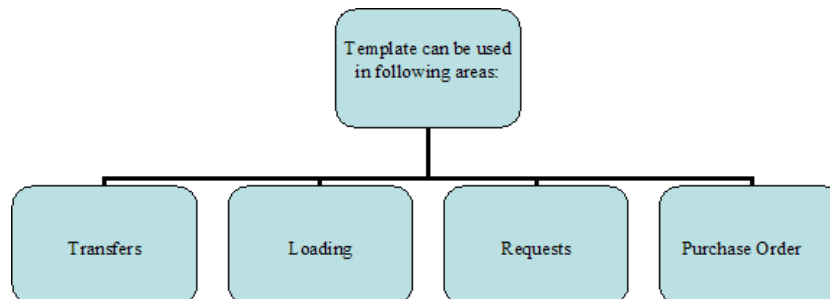 Template can be used
in following areas:
Transfers
Loading
Requests
Purchase Order